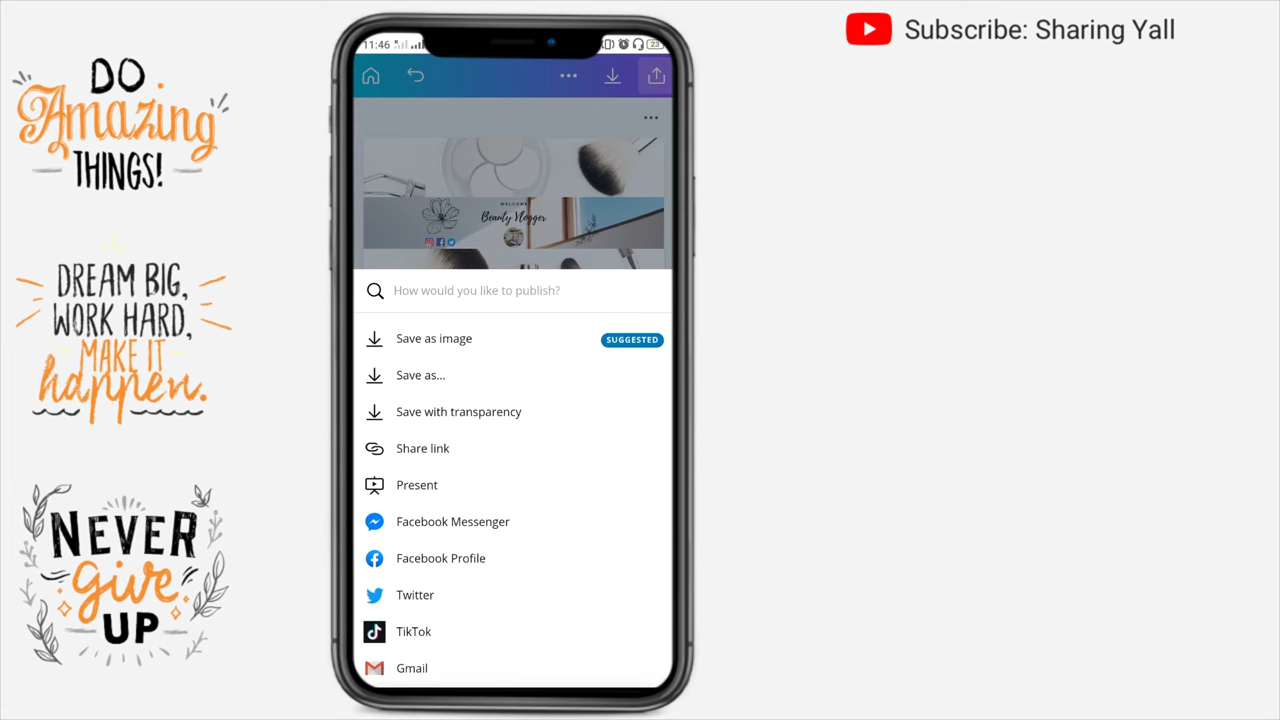 Subscribe: Sharing Yall
DO
Amazing
THINGS!
DREAM BIG,
WORK HARD,
MAKE IT
happen.
NEVER
give
UP
11:46
23
WELCOME
Beauty Vlogger
How would you like to publish?
Save as image
SUGGESTED
Save as...
Save with transparency
Share link
Present
Facebook Messenger
Facebook Profile
Twitter
TikTok
Gmail